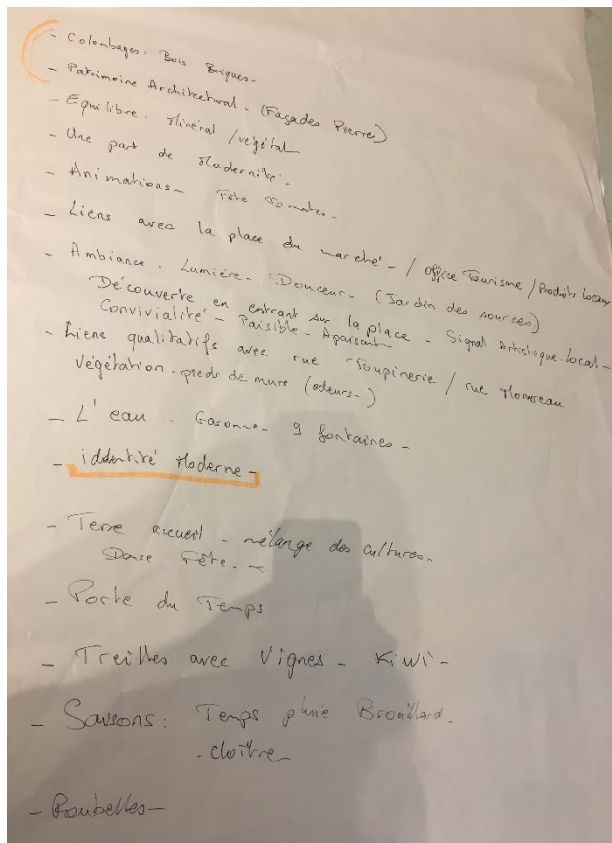 - Colombages: Bois Briques -
- Patrimoine Architectural - (Façades Pierre)
- Equilibre - Minéral / végétal
- Une part de Modernité -
- Animations - Fête Tomates -
- Liens avec la place du marché - / office Tourisme / Produits locaux
- Ambiance - Lumière - Douceur - (Jardin des sources)
Découverte en entrant sur la place - Signal Artistique local -
Convivialité - Paisible - Apaisant
- Liens qualitatifs avec rue / rue
végétation - pieds de murs (odeurs -)
- L'eau - Garonne - 9 fontaines -
- iddentité Moderne -
- Terre accueil - mélange des cultures -
Fête -
- Porte du Temps
- Treilles avec Vignes - Kiwi -
- Saisons: Temps pluie Brouillard -
- cloître -
- Poubelles -